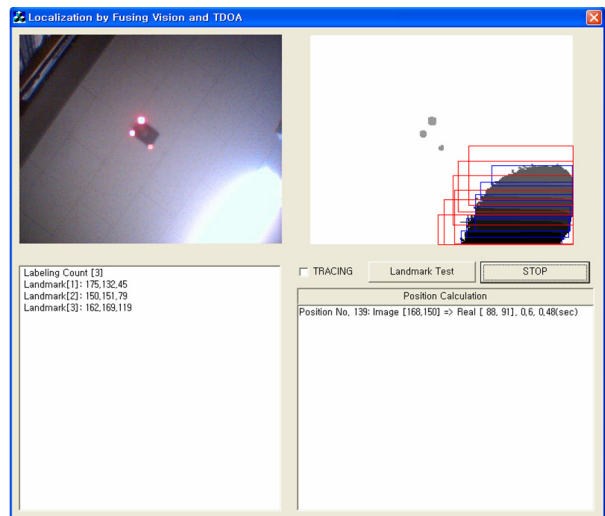 Localization by Fusing Vision and TDOA
Labeling Count [3]
Landmark[1]: 175,132,45
Landmark[2]: 150,151,79
Landmark[3]: 162,169,119
TRACING
Landmark Test
STOP
Position Calculation
Position No, 139: Image [168,150] => Real [ 88, 91], 0,6, 0,48(sec)